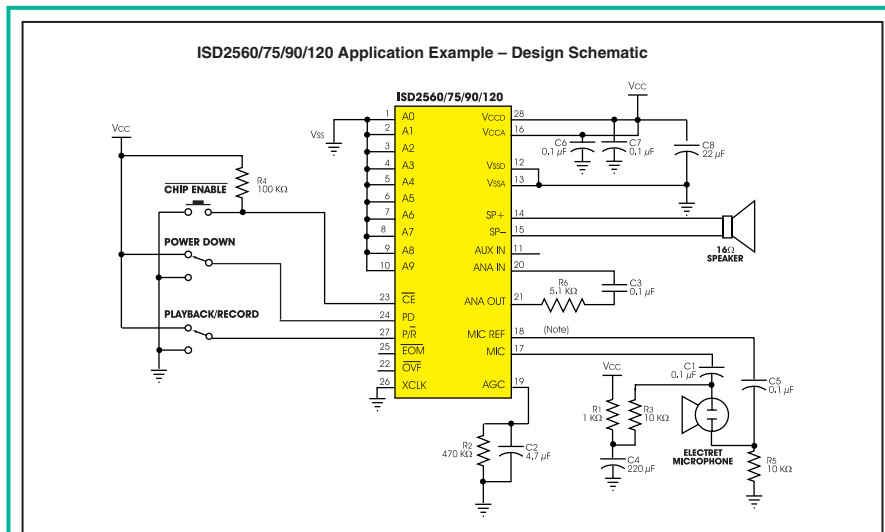 ISD2560/75/90/120 Application Example – Design Schematic
ISD2560/75/90/120
VCC
VSS
VCC
CHIP ENABLE
R4
100 KΩ
POWER DOWN
PLAYBACK/RECORD
1 A0
2 A1
3 A2
4 A3
5 A4
6 A5
7 A6
8 A7
9 A8
10 A9
23 CE
24 PD
27 P/R
25 EOM
22 OVF
26 XCLK
VCCD 28
VCCA 16
VSSD 12
VSSA 13
SP+ 14
SP– 15
AUX IN 11
ANA IN 20
ANA OUT 21
MIC REF 18
MIC 17
AGC 19
C6
0.1 µF
C7
0.1 µF
C8
22 µF
16Ω
SPEAKER
R6
5.1 KΩ
C3
0.1 µF
(Note)
VCC
C1
0.1 µF
C5
0.1 µF
R1
1 KΩ
R3
10 KΩ
ELECTRET
MICROPHONE
C4
220 µF
R5
10 KΩ
R2
470 KΩ
C2
4.7 µF